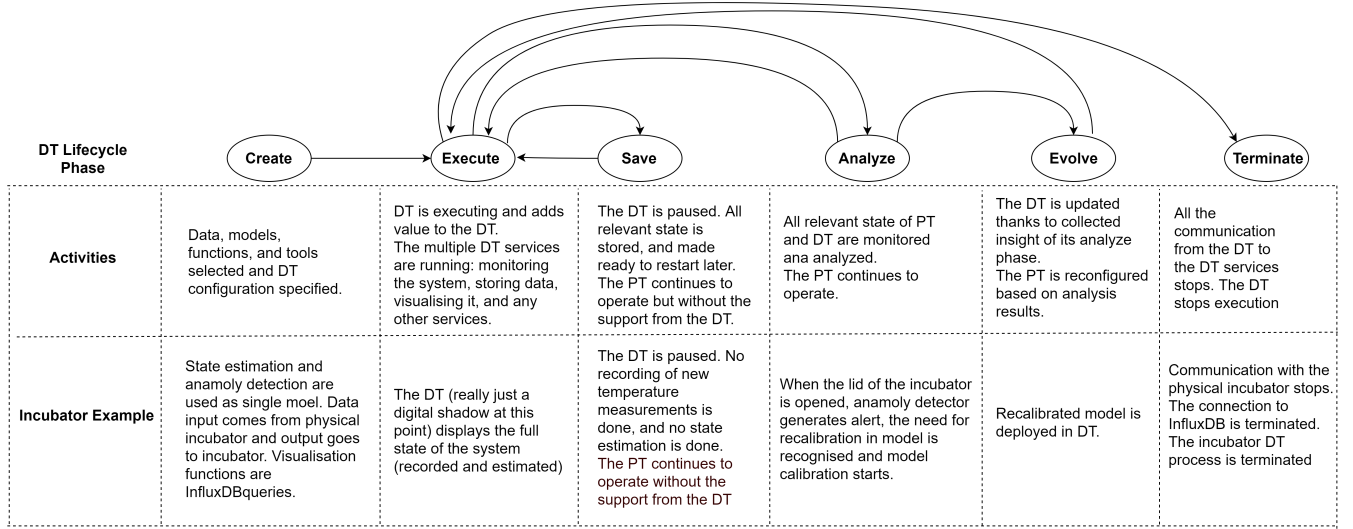 DT Lifecycle
Phase
Create
Execute
Save
Analyze
Evolve
Terminate
Activities
Data, models,
functions, and tools
selected and DT
configuration specified.
DT is executing and adds
value to the DT.
The multiple DT services
are running: monitoring
the system, storing data,
visualising it, and any
other services.
The DT is paused. All
relevant state is
stored, and made
ready to restart later.
The PT continues to
operate but without the
support from the DT.
All relevant state of PT
and DT are monitored
ana analyzed.
The PT continues to
operate.
The DT is updated
thanks to collected
insight of its analyze
phase.
The PT is reconfigured
based on analysis
results.
All the
communication
from the DT to
the DT services
stops. The DT
stops execution
Incubator Example
State estimation and
anamoly detection are
used as single moel. Data
input comes from physical
incubator and output goes
to incubator. Visualisation
functions are
InfluxDBqueries.
The DT (really just a
digital shadow at this
point) displays the full
state of the system
(recorded and estimated)
The DT is paused. No
recording of new
temperature
measurements is
done, and no state
estimation is done.
The PT continues to
operate without the
support from the DT
When the lid of the incubator
is opened, anamoly detector
generates alert, the need for
recalibration in model is
recognised and model
calibration starts.
Recalibrated model is
deployed in DT.
Communication with the
physical incubator stops.
The connection to
InfluxDB is terminated.
The incubator DT
process is terminated